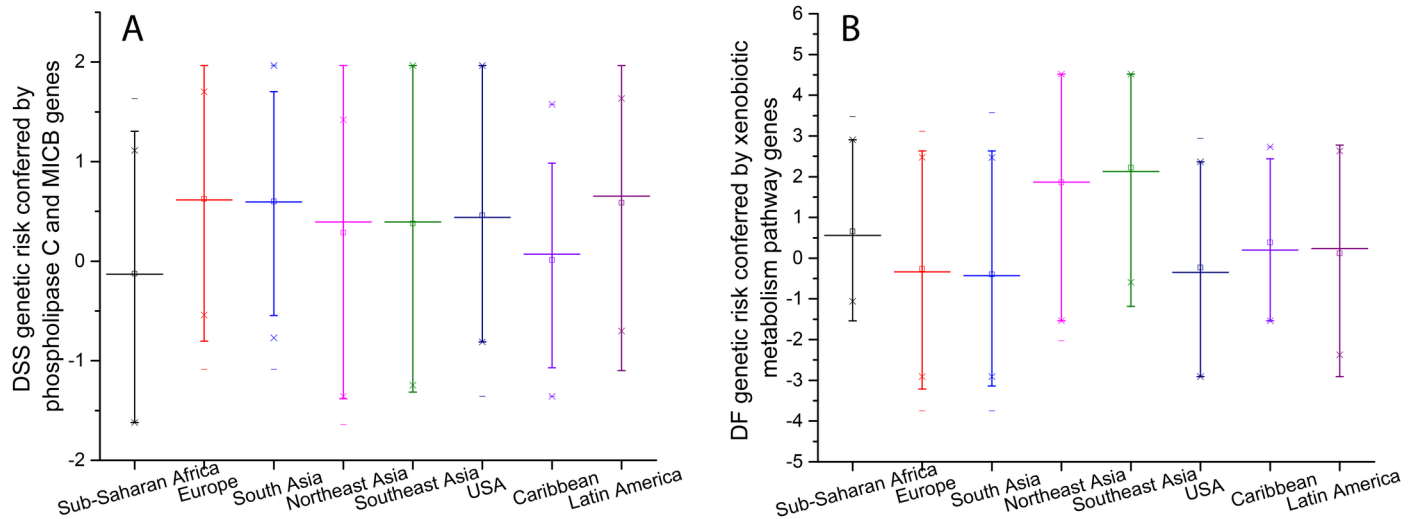 A
DSS genetic risk conferred by
phospholipase C and MICB genes
2
1
0
-1
-2
Sub-Saharan Africa
Europe
South Asia
Northeast Asia
Southeast Asia
USA
Caribbean
Latin America
B
DF genetic risk conferred by xenobiotic
metabolism pathway genes
6
5
4
3
2
1
0
-1
-2
-3
-4
-5
Sub-Saharan Africa
Europe
South Asia
Northeast Asia
Southeast Asia
USA
Caribbean
Latin America